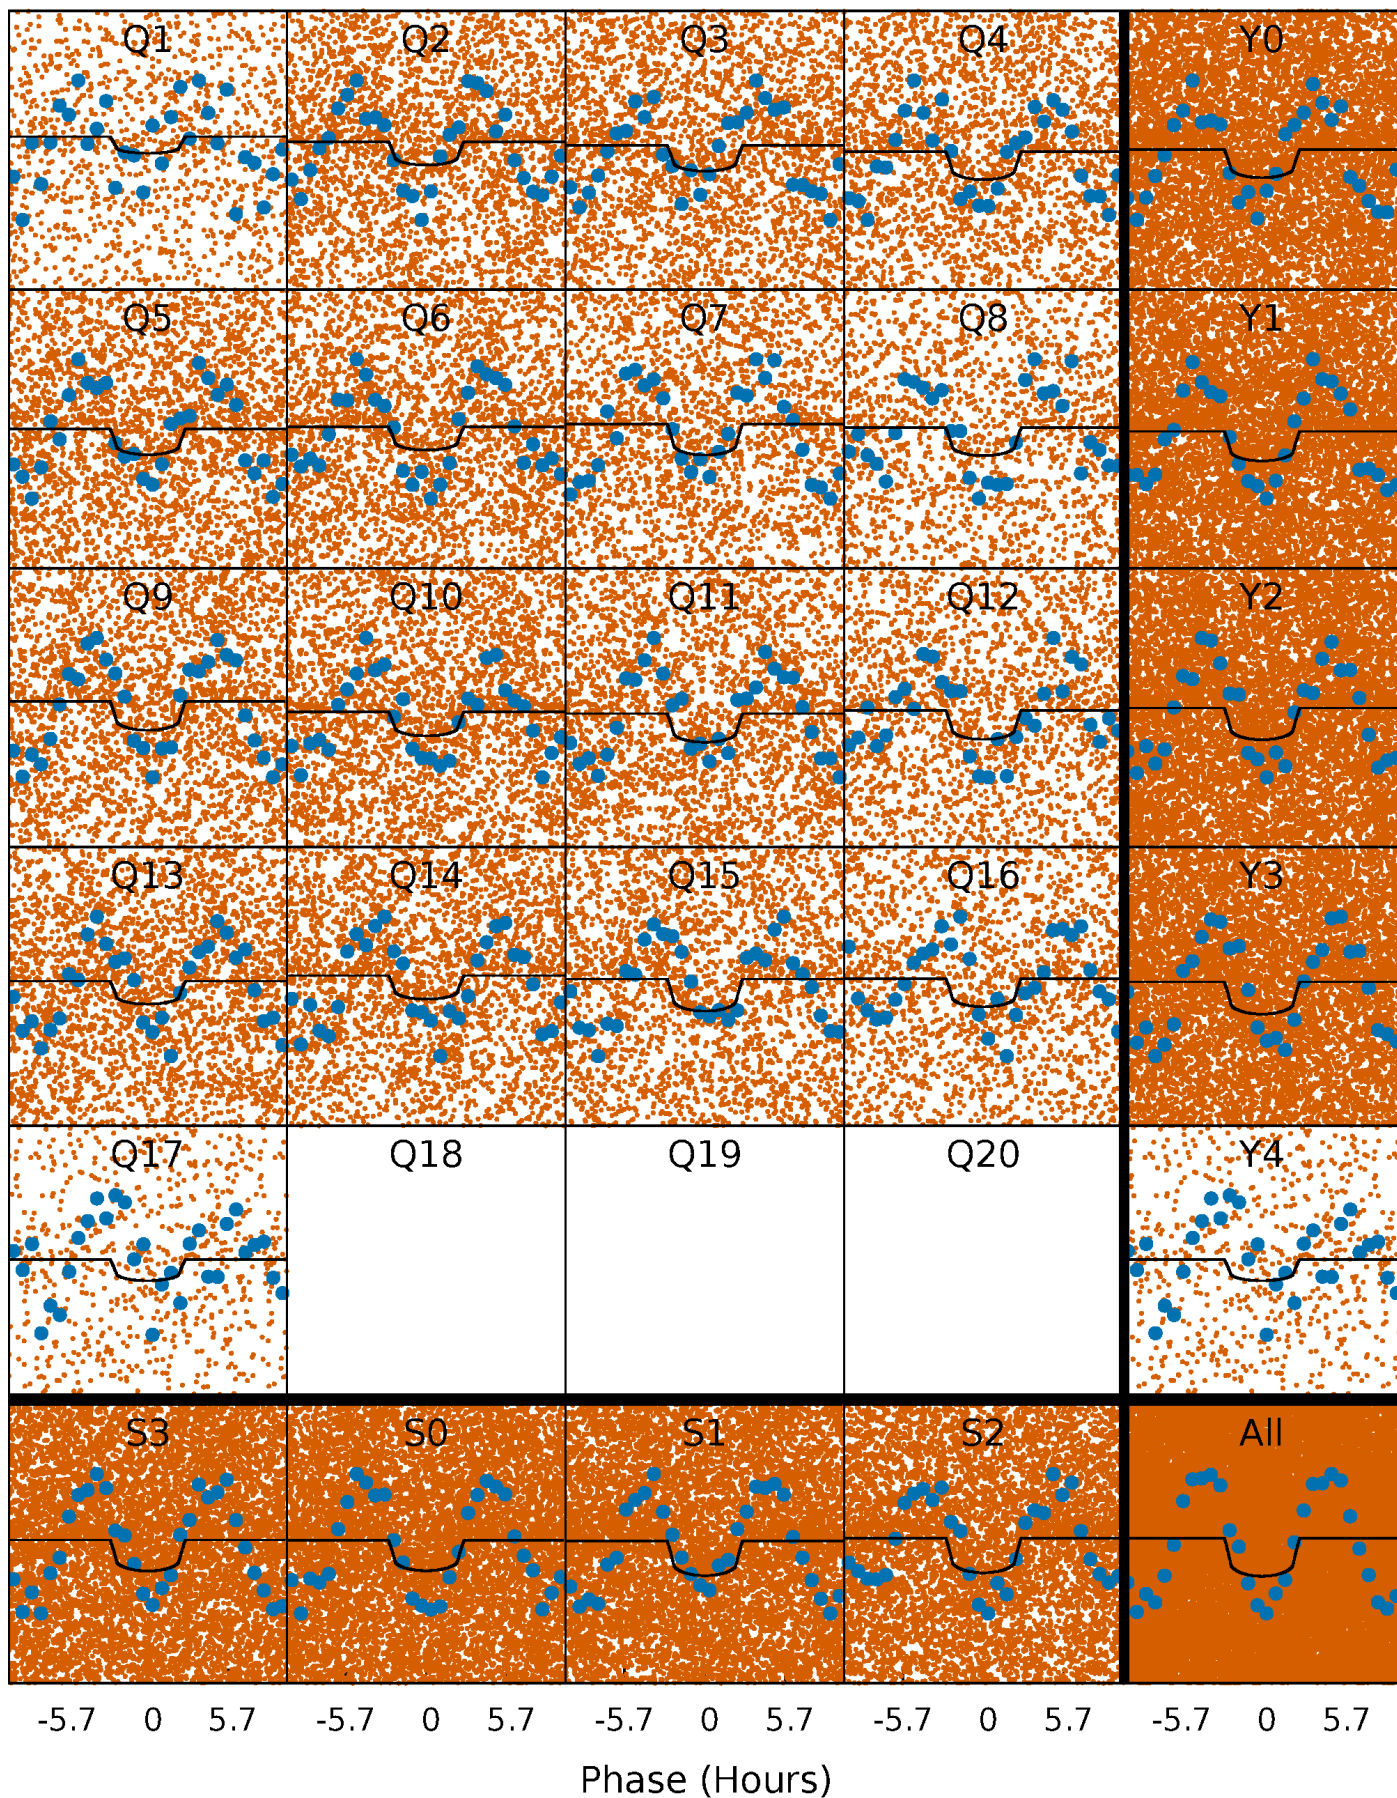 Q1 Q2 Q3 Q4 Y0
Q5 Q6 Q7 Q8 Y1
Q9 Q10 Q11 Q12 Y2
Q13 Q14 Q15 Q16 Y3
Q17 Q18 Q19 Q20 Y4
S3 S0 S1 S2 All
-5.7 0 5.7 -5.7 0 5.7 -5.7 0 5.7 -5.7 0 5.7 -5.7 0 5.7
Phase (Hours)